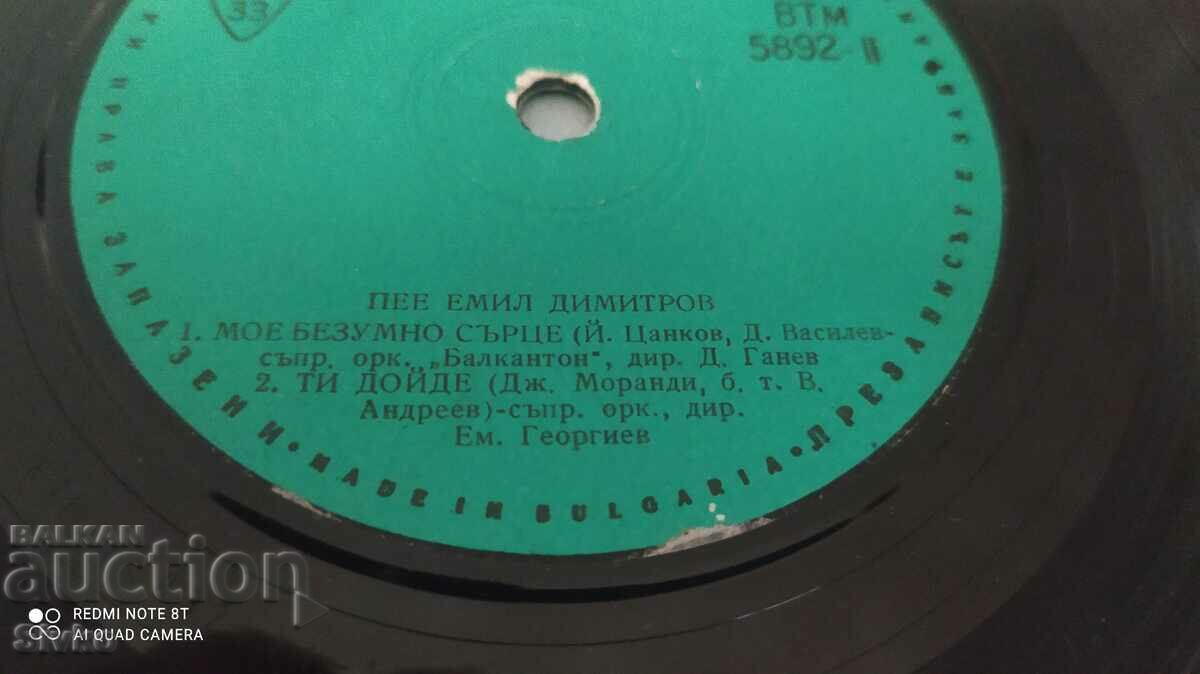 33
ВТМ
5892 II
ПЕЕ ЕМИЛ ДИМИТРОВ
1. МОЕ БЕЗУМНО СЪРЦЕ (Й. Цанков, Д. Василев-
съпр. орк. „Балкантон", дир. Д. Ганев
2. ТИ ДОЙДЕ (Дж. Моранди, б. т. В.
Андреев)-съпр. орк., дир.
Ем. Георгиев
ПРАВА ЗАПАЗЕНИ • MADE IN BULGARIA • ПРЕЗАПИСЪТ Е
BALKAN
auction
REDMI NOTE 8T
AI QUAD CAMERA
Sivko